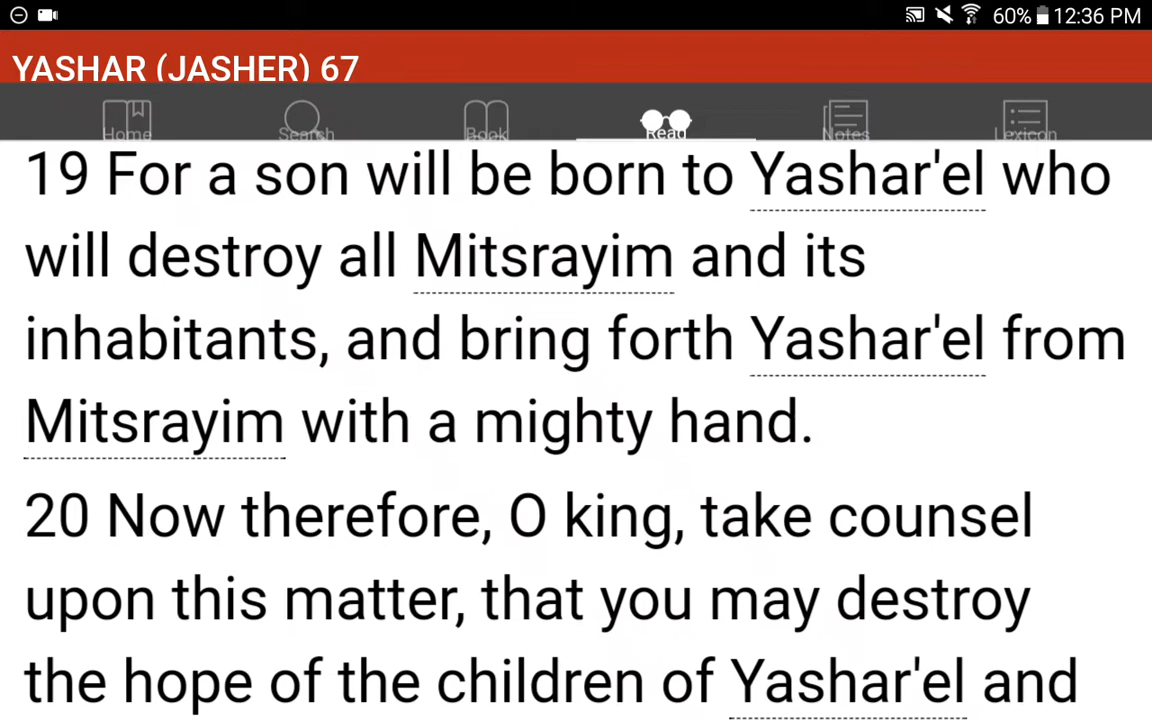 60% 12:36 PM
YASHAR (JASHER) 67
Home Search Book Read Notes Lexicon
19 For a son will be born to Yashar'el who
will destroy all Mitsrayim and its
inhabitants, and bring forth Yashar'el from
Mitsrayim with a mighty hand.
20 Now therefore, O king, take counsel
upon this matter, that you may destroy
the hope of the children of Yashar'el and